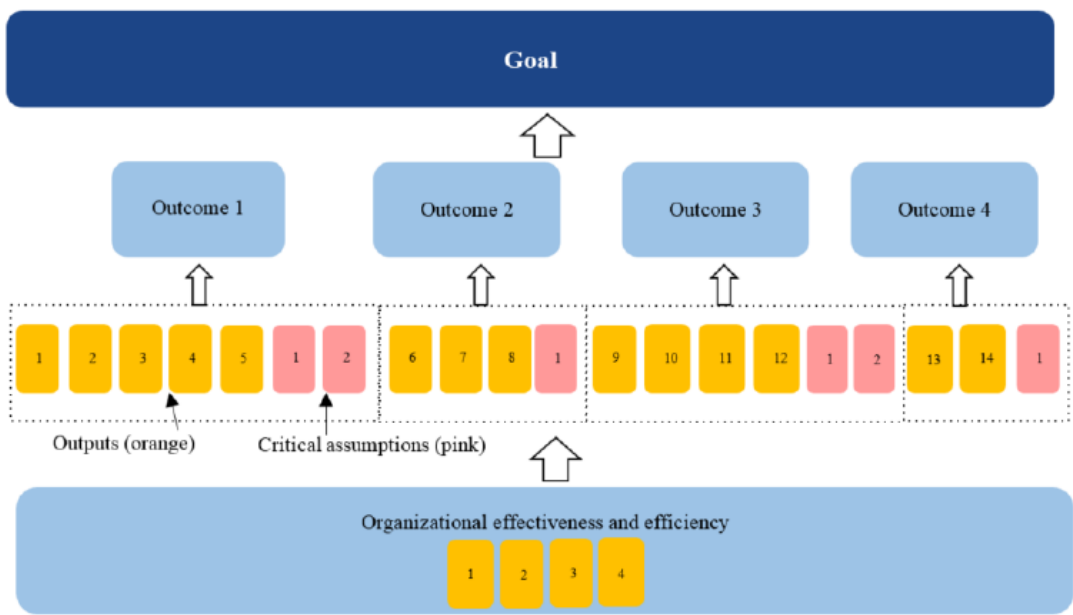 Goal
Outcome 1 Outcome 2 Outcome 3 Outcome 4
1 2 3 4 5 1 2 6 7 8 1 9 10 11 12 1 2 13 14 1
Outputs (orange) Critical assumptions (pink)
Organizational effectiveness and efficiency
1 2 3 4